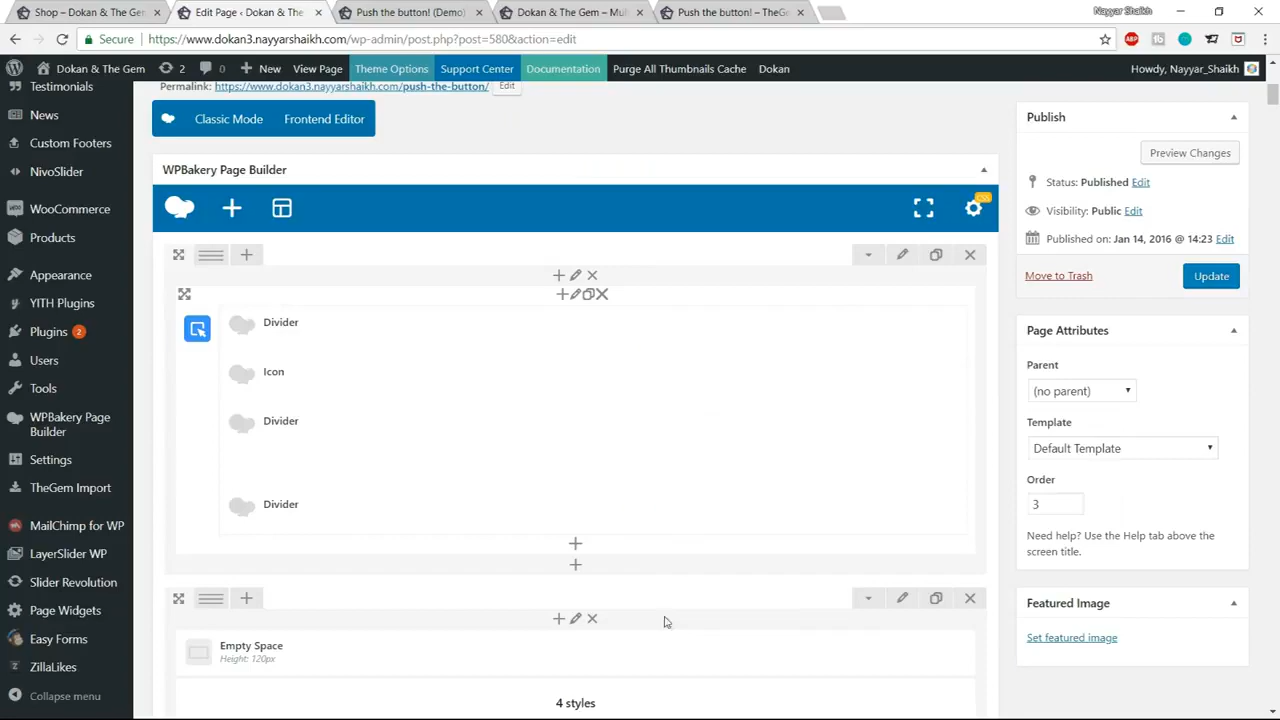 Shop – Dokan & The Gem -
Edit Page ‹ Dokan & The
Push the button! (Demo)
Dokan & The Gem – Mul
Push the button! – TheGe
Nayyar Shaikh
Secure
https://www.dokan3.nayyarshaikh.com/wp-admin/post.php?post=580&action=edit
Dokan & The Gem
2
0
New
View Page
Theme Options
Support Center
Documentation
Purge All Thumbnails Cache
Dokan
Howdy, Nayyar_Shaikh
Testimonials
News
Custom Footers
NivoSlider
WooCommerce
Products
Appearance
YITH Plugins
Plugins 2
Users
Tools
WPBakery Page
Builder
Settings
TheGem Import
MailChimp for WP
LayerSlider WP
Slider Revolution
Page Widgets
Easy Forms
ZillaLikes
Collapse menu
Permalink: https://www.dokan3.nayyarshaikh.com/push-the-button/ Edit
Classic Mode
Frontend Editor
WPBakery Page Builder
CSS
Divider
Icon
Divider
Divider
Empty Space
Height: 120px
4 styles
Publish
Preview Changes
Status: Published Edit
Visibility: Public Edit
Published on: Jan 14, 2016 @ 14:23 Edit
Move to Trash
Update
Page Attributes
Parent
(no parent)
Template
Default Template
Order
3
Need help? Use the Help tab above the
screen title.
Featured Image
Set featured image